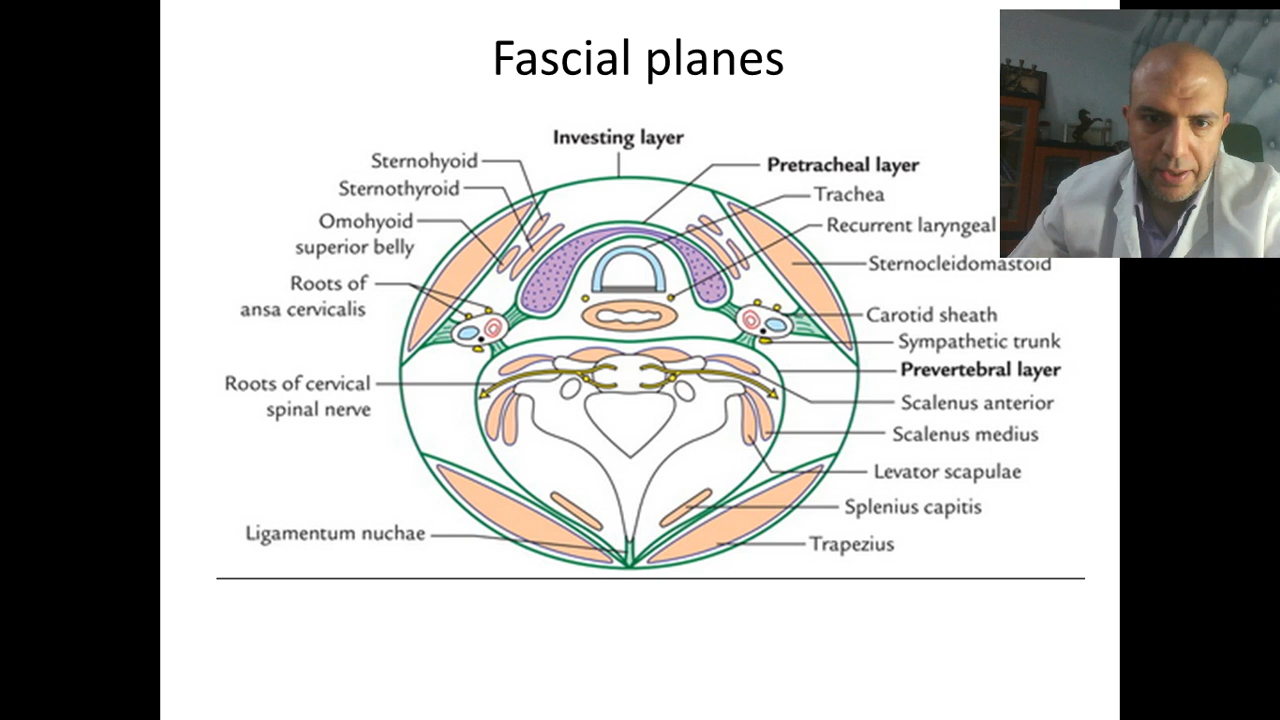 Fascial planes
Investing layer
Sternohyoid
Pretracheal layer
Sternothyroid
Trachea
Omohyoid
superior belly
Recurrent laryngeal
Sternocleidomastoid
Roots of
ansa cervicalis
Carotid sheath
Sympathetic trunk
Prevertebral layer
Roots of cervical
spinal nerve
Scalenus anterior
Scalenus medius
Levator scapulae
Splenius capitis
Ligamentum nuchae
Trapezius